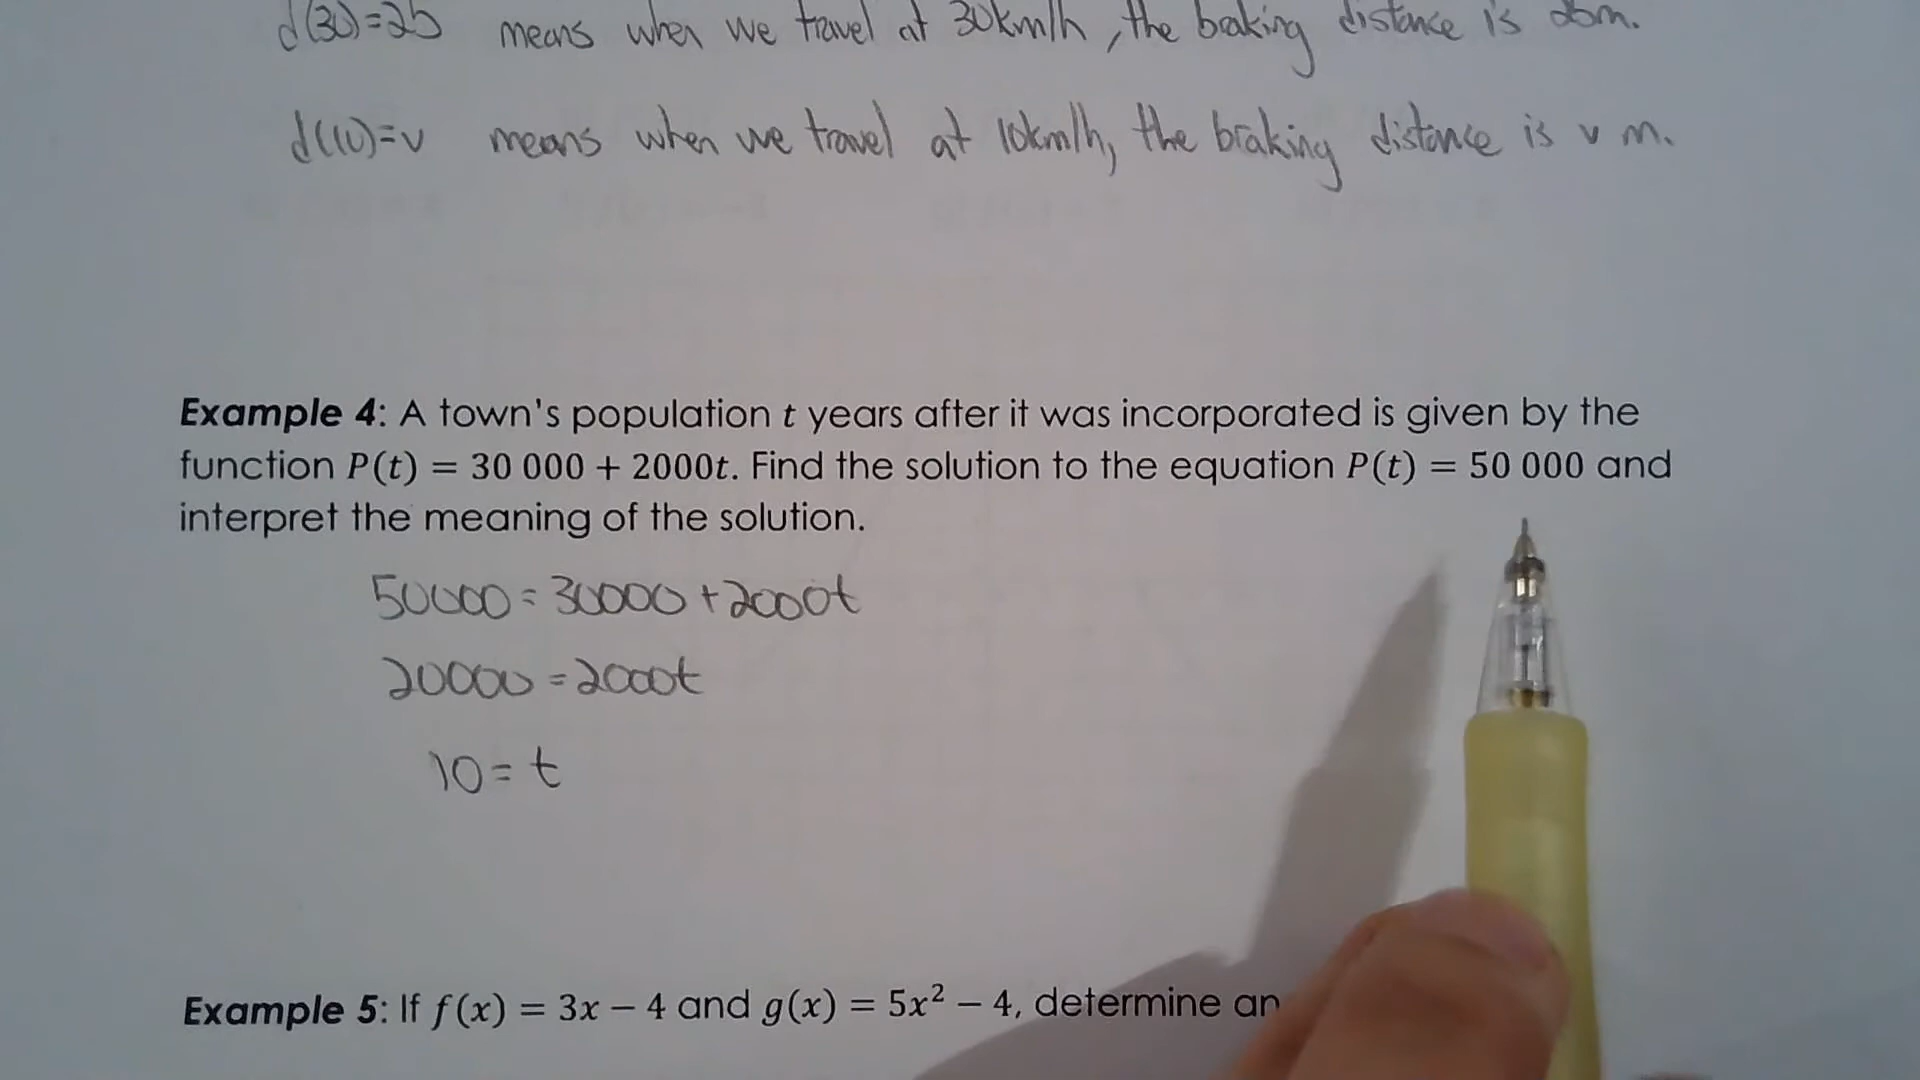 d(30)=25 means when we travel at 30km/h, the braking distance is 25m.
d(10)=v means when we travel at 10km/h, the braking distance is v m.
Example 4: A town's population t years after it was incorporated is given by the
function P(t) = 30 000 + 2000t. Find the solution to the equation P(t) = 50 000 and
interpret the meaning of the solution.
50000 = 30000 + 2000t
20000 = 2000t
10 = t
Example 5: If f(x) = 3x − 4 and g(x) = 5x² − 4, determine an